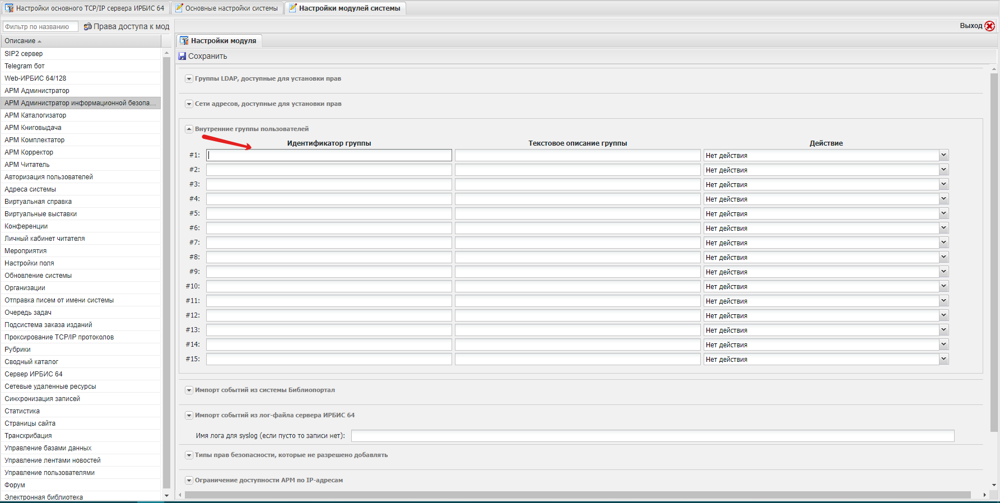 Настройки основного TCP/IP сервера ИРБИС 64
Основные настройки системы
Настройки модулей системы
Фильтр по названию
Права доступа к мод
Выход
Описание
SIP2 сервер
Telegram бот
Web-ИРБИС 64/128
АРМ Администратор
АРМ Администратор информационной безопа...
АРМ Каталогизатор
АРМ Книговыдача
АРМ Комплектатор
АРМ Корректор
АРМ Читатель
Авторизация пользователей
Адреса системы
Виртуальная справка
Виртуальные выставки
Конференции
Личный кабинет читателя
Мероприятия
Настройки поля
Обновление системы
Организации
Отправка писем от имени системы
Очередь задач
Подсистема заказа изданий
Проксирование TCP/IP протоколов
Рубрики
Сводный каталог
Сервер ИРБИС 64
Сетевые удаленные ресурсы
Синхронизация записей
Статистика
Страницы сайта
Транскрибация
Управление базами данных
Управление лентами новостей
Управление пользователями
Форум
Электронная библиотека
Настройки модуля
Сохранить
Группы LDAP, доступные для установки прав
Сети адресов, доступные для установки прав
Внутренние группы пользователей
Идентификатор группы Текстовое описание группы Действие
#1: Нет действия
#2: Нет действия
#3: Нет действия
#4: Нет действия
#5: Нет действия
#6: Нет действия
#7: Нет действия
#8: Нет действия
#9: Нет действия
#10: Нет действия
#11: Нет действия
#12: Нет действия
#13: Нет действия
#14: Нет действия
#15: Нет действия
Импорт событий из системы Библиопортал
Импорт событий из лог-файла сервера ИРБИС 64
Имя лога для syslog (если пусто то записи нет):
Типы прав безопасности, которые не разрешено добавлять
Ограничение доступности АРМ по IP-адресам